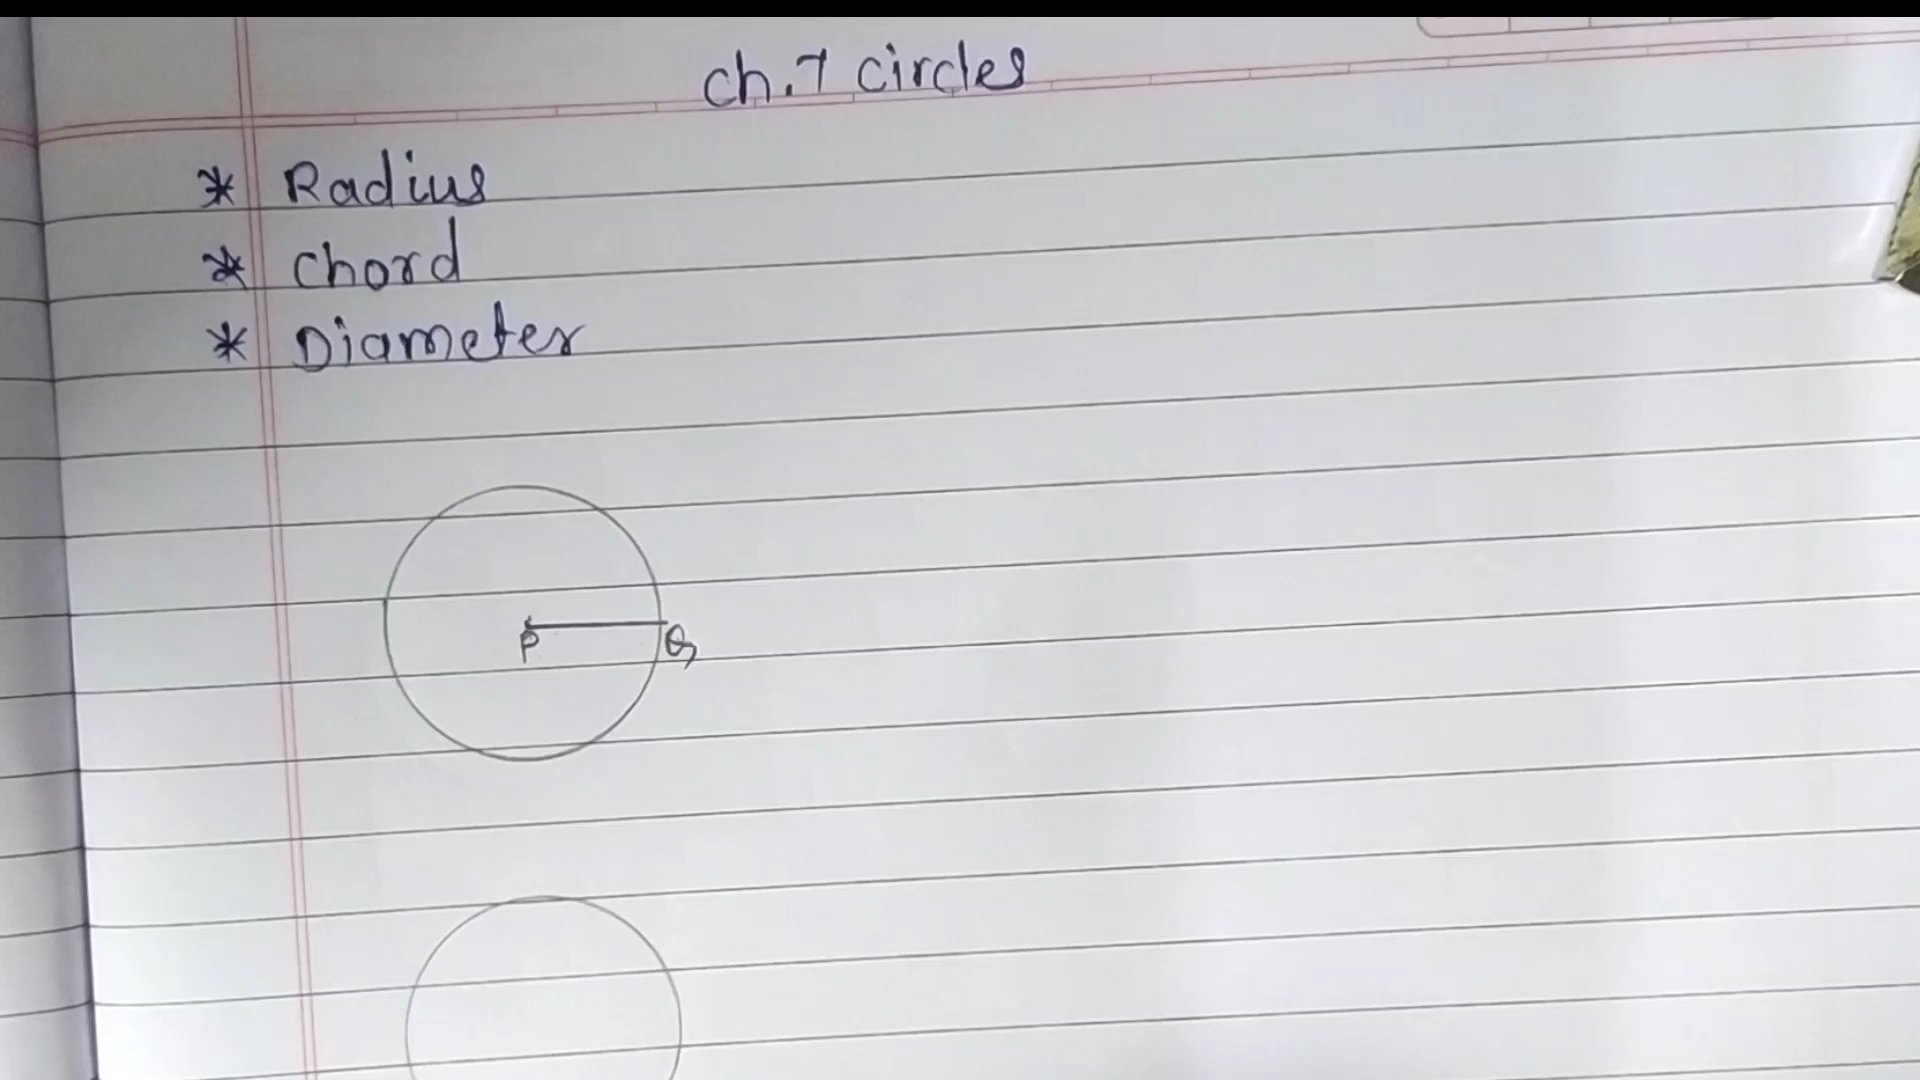 ch.7 circles
* Radius
* chord
* Diameter
P
Q